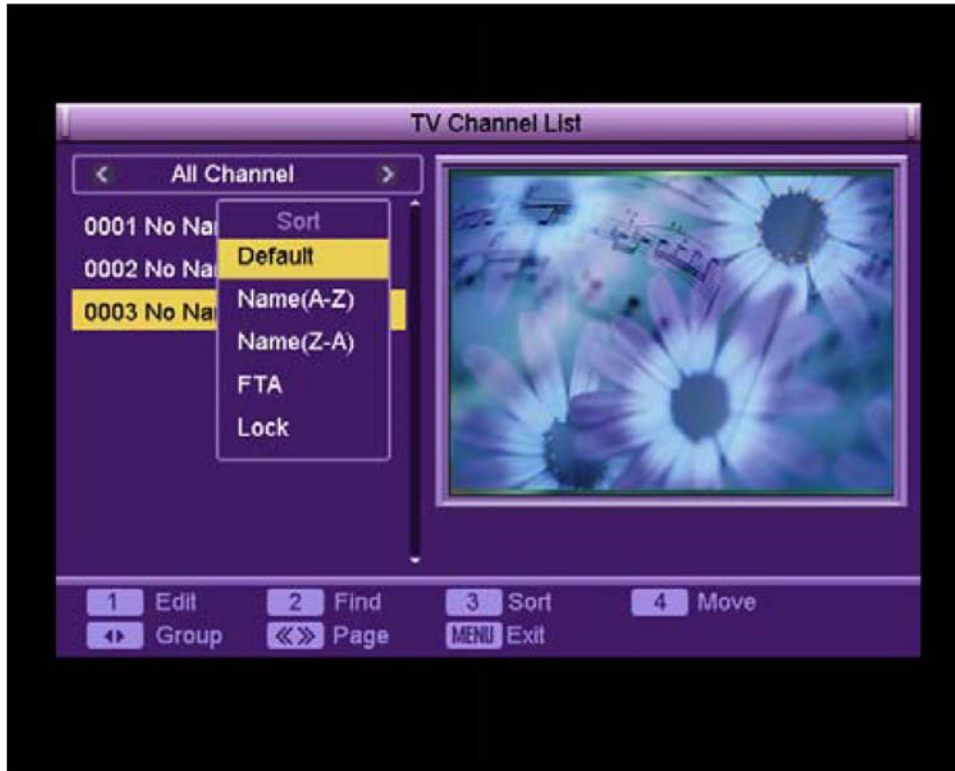 TV Channel List
All Channel
0001 No Na
0002 No Na
0003 No Na
Sort
Default
Name(A-Z)
Name(Z-A)
FTA
Lock
1 Edit 2 Find 3 Sort 4 Move
Group Page MENU Exit